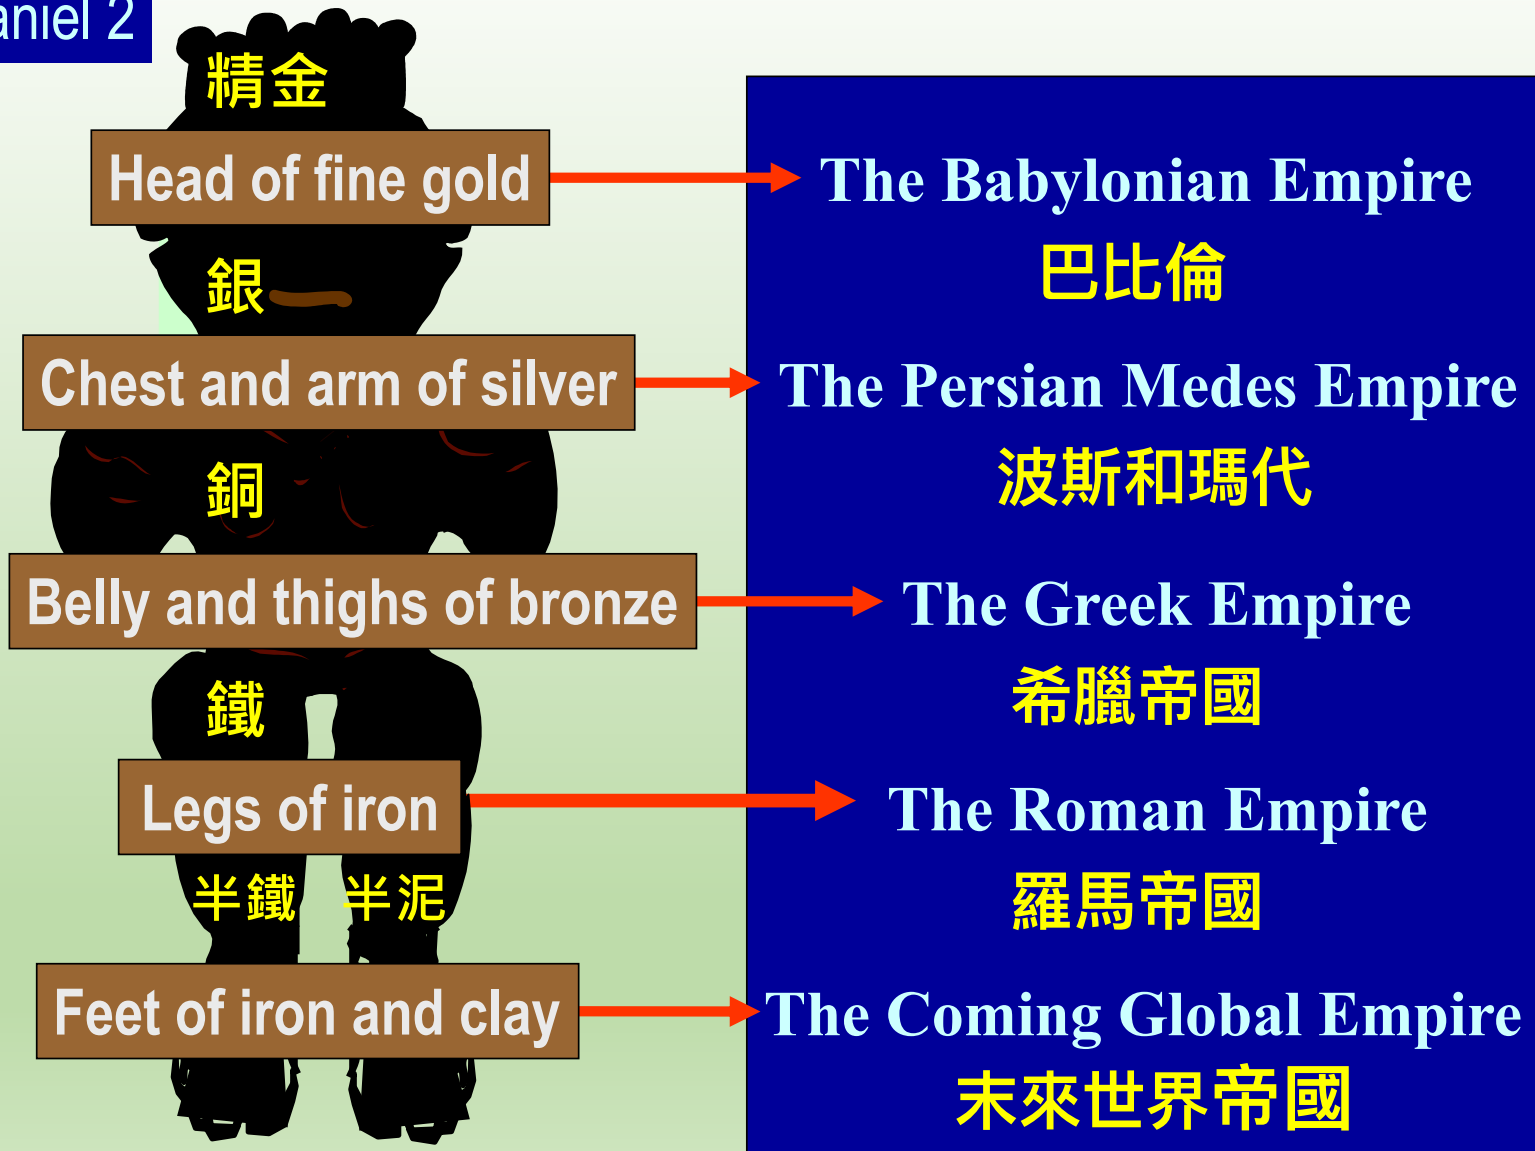 aniel 2
精金
Head of fine gold
The Babylonian Empire
巴比倫
銀
Chest and arm of silver
The Persian Medes Empire
波斯和瑪代
銅
Belly and thighs of bronze
The Greek Empire
希臘帝國
鐵
Legs of iron
The Roman Empire
羅馬帝國
半鐵 半泥
Feet of iron and clay
The Coming Global Empire
末來世界帝國